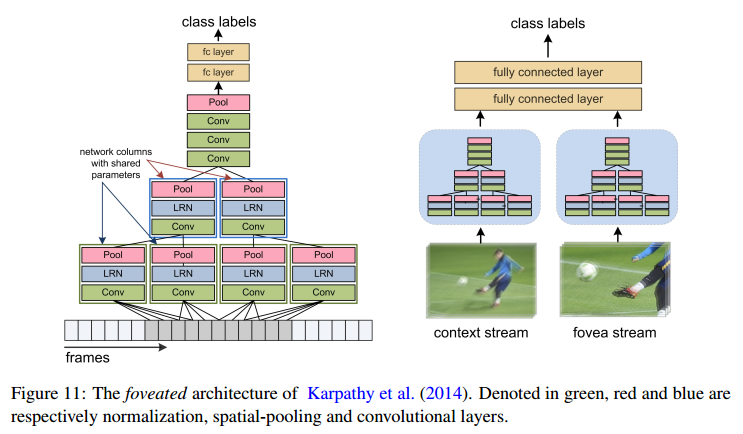 class labels
fc layer
fc layer
Pool
Conv
Conv
Conv
network columns
with shared
parameters
Pool Pool
LRN LRN
Conv Conv
Pool Pool Pool Pool
LRN LRN LRN LRN
Conv Conv Conv Conv
frames
class labels
fully connected layer
fully connected layer
context stream fovea stream
Figure 11: The foveated architecture of Karpathy et al. (2014). Denoted in green, red and blue are
respectively normalization, spatial-pooling and convolutional layers.